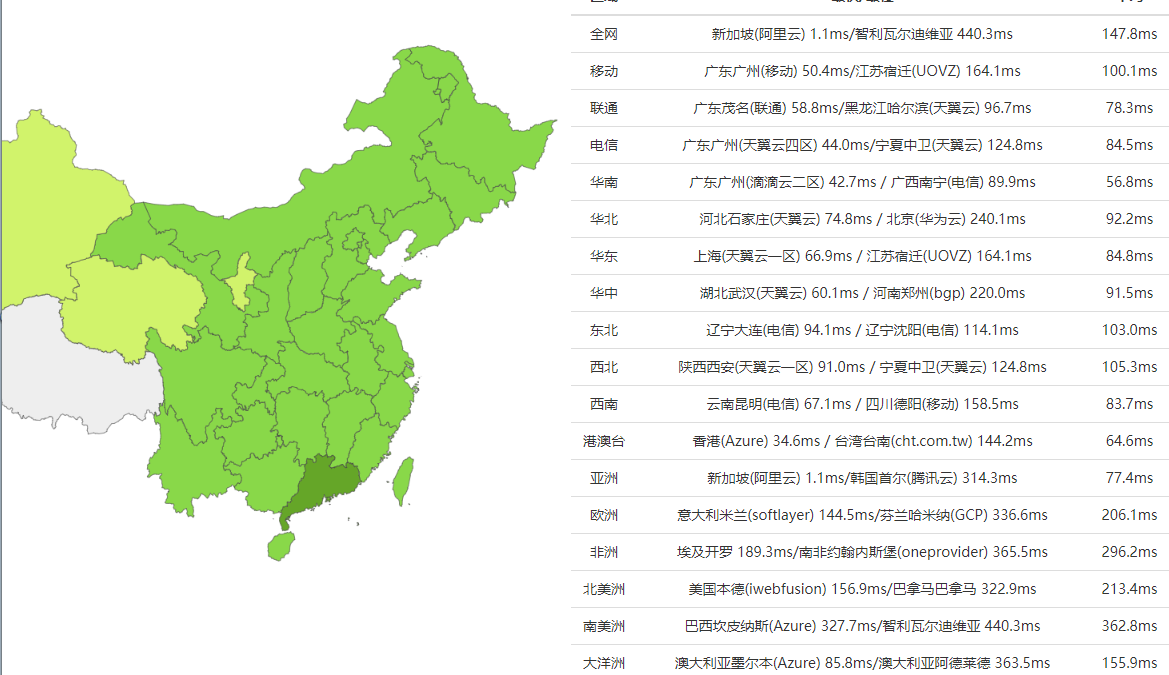 全网 新加坡(阿里云) 1.1ms/智利瓦尔迪维亚 440.3ms 147.8ms
移动 广东广州(移动) 50.4ms/江苏宿迁(UOVZ) 164.1ms 100.1ms
联通 广东茂名(联通) 58.8ms/黑龙江哈尔滨(天翼云) 96.7ms 78.3ms
电信 广东广州(天翼云四区) 44.0ms/宁夏中卫(天翼云) 124.8ms 84.5ms
华南 广东广州(滴滴云二区) 42.7ms / 广西南宁(电信) 89.9ms 56.8ms
华北 河北石家庄(天翼云) 74.8ms / 北京(华为云) 240.1ms 92.2ms
华东 上海(天翼云一区) 66.9ms / 江苏宿迁(UOVZ) 164.1ms 84.8ms
华中 湖北武汉(天翼云) 60.1ms / 河南郑州(bgp) 220.0ms 91.5ms
东北 辽宁大连(电信) 94.1ms / 辽宁沈阳(电信) 114.1ms 103.0ms
西北 陕西西安(天翼云一区) 91.0ms / 宁夏中卫(天翼云) 124.8ms 105.3ms
西南 云南昆明(电信) 67.1ms / 四川德阳(移动) 158.5ms 83.7ms
港澳台 香港(Azure) 34.6ms / 台湾台南(cht.com.tw) 144.2ms 64.6ms
亚洲 新加坡(阿里云) 1.1ms/韩国首尔(腾讯云) 314.3ms 77.4ms
欧洲 意大利米兰(softlayer) 144.5ms/芬兰哈米纳(GCP) 336.6ms 206.1ms
非洲 埃及开罗 189.3ms/南非约翰内斯堡(oneprovider) 365.5ms 296.2ms
北美洲 美国本德(iwebfusion) 156.9ms/巴拿马巴拿马 322.9ms 213.4ms
南美洲 巴西坎皮纳斯(Azure) 327.7ms/智利瓦尔迪维亚 440.3ms 362.8ms
大洋洲 澳大利亚墨尔本(Azure) 85.8ms/澳大利亚阿德莱德 363.5ms 155.9ms